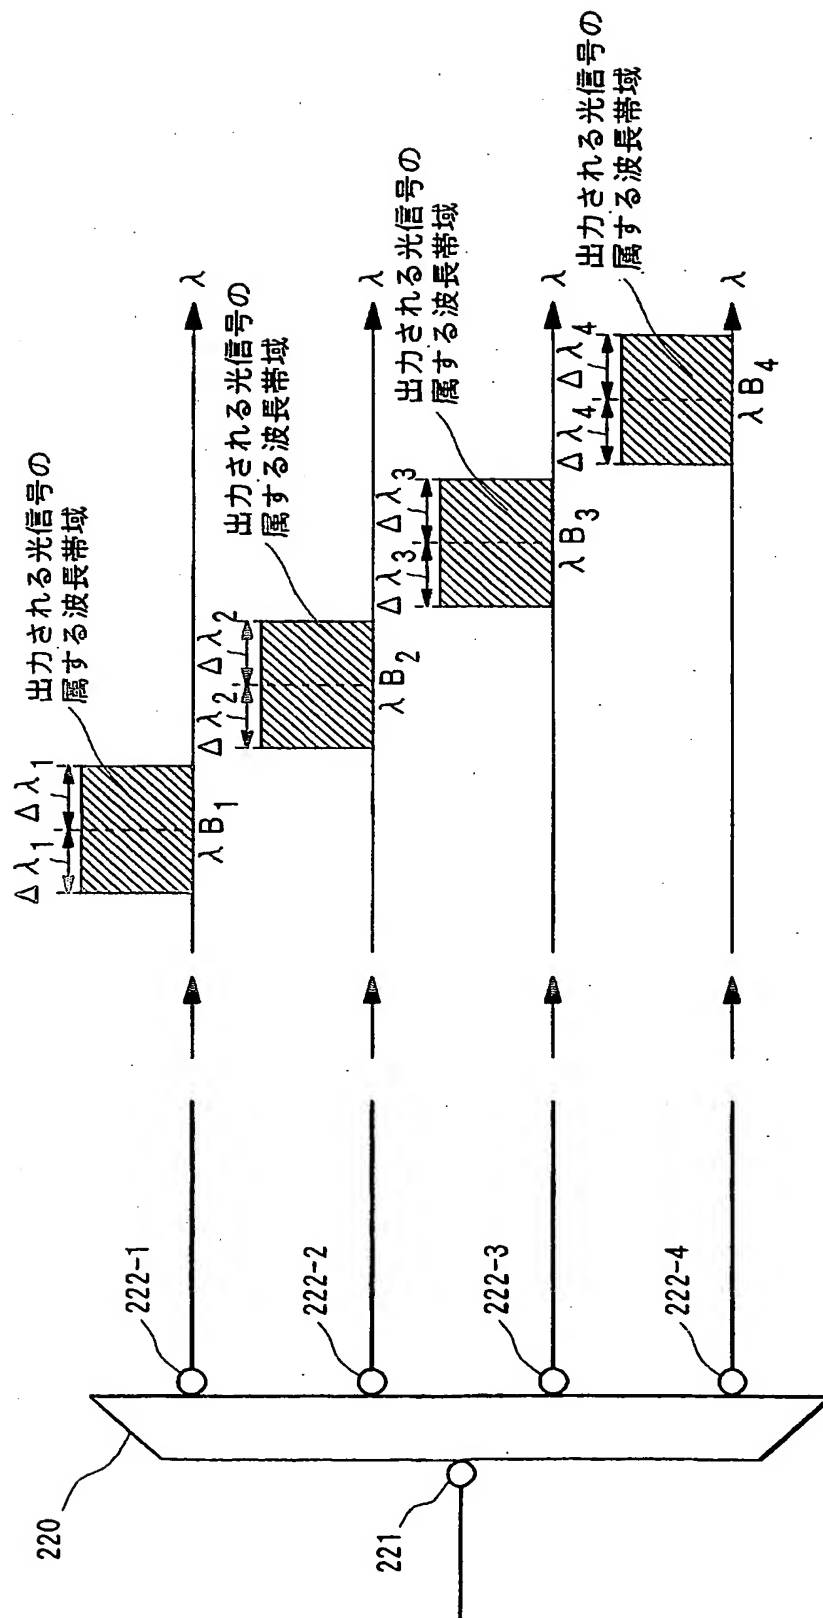 220
221
222-1
222-2
222-3
222-4
Δλ1 Δλ1
出力される光信号の
属する波長帯域
λB1
λ
Δλ2 Δλ2
出力される光信号の
属する波長帯域
λB2
λ
Δλ3 Δλ3
出力される光信号の
属する波長帯域
λB3
λ
Δλ4 Δλ4
出力される光信号の
属する波長帯域
λB4
λ